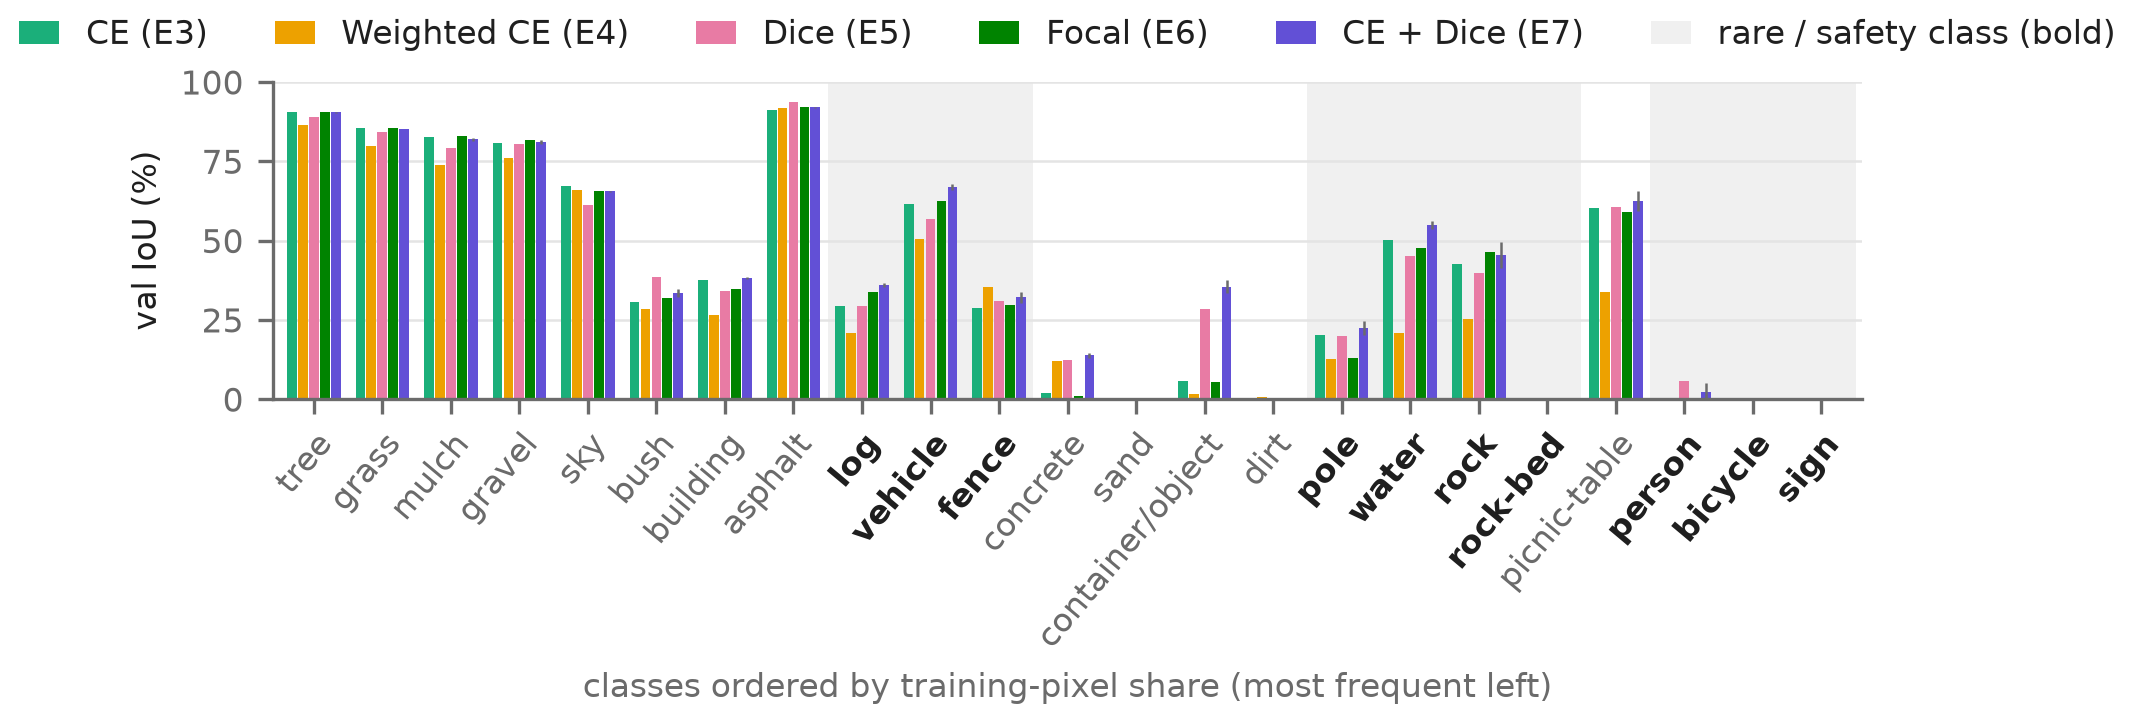 CE (E3) Weighted CE (E4) Dice (E5) Focal (E6) CE + Dice (E7) rare / safety class (bold)
100
75
50
25
0
val IoU (%)
tree
grass
mulch
gravel
sky
bush
building
asphalt
log
vehicle
fence
concrete
sand
container/object
dirt
pole
water
rock
rock-bed
picnic-table
person
bicycle
sign
classes ordered by training-pixel share (most frequent left)